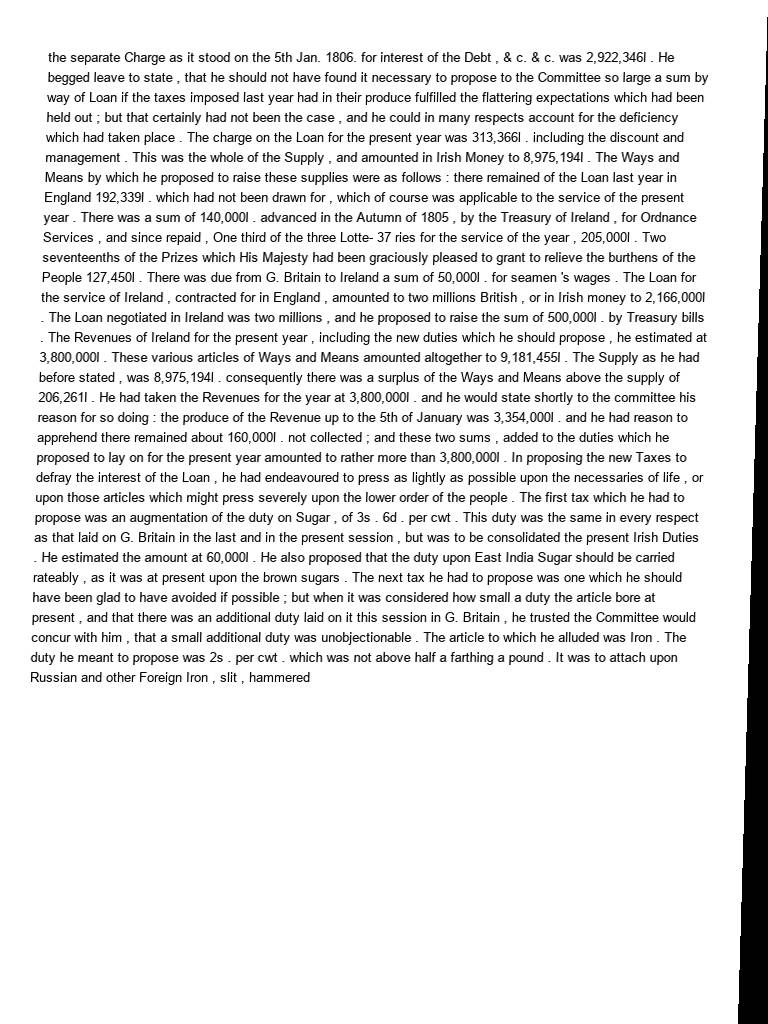 the separate Charge as it stood on the 5th Jan. 1806. for interest of the Debt , & c. & c. was 2,922,346l . He
begged leave to state , that he should not have found it necessary to propose to the Committee so large a sum by
way of Loan if the taxes imposed last year had in their produce fulfilled the flattering expectations which had been
held out ; but that certainly had not been the case , and he could in many respects account for the deficiency
which had taken place . The charge on the Loan for the present year was 313,366l . including the discount and
management . This was the whole of the Supply , and amounted in Irish Money to 8,975,194l . The Ways and
Means by which he proposed to raise these supplies were as follows : there remained of the Loan last year in
England 192,339l . which had not been drawn for , which of course was applicable to the service of the present
year . There was a sum of 140,000l . advanced in the Autumn of 1805 , by the Treasury of Ireland , for Ordnance
Services , and since repaid , One third of the three Lotte- 37 ries for the service of the year , 205,000l . Two
seventeenths of the Prizes which His Majesty had been graciously pleased to grant to relieve the burthens of the
People 127,450l . There was due from G. Britain to Ireland a sum of 50,000l . for seamen 's wages . The Loan for
the service of Ireland , contracted for in England , amounted to two millions British , or in Irish money to 2,166,000l
. The Loan negotiated in Ireland was two millions , and he proposed to raise the sum of 500,000l . by Treasury bills
. The Revenues of Ireland for the present year , including the new duties which he should propose , he estimated at
3,800,000l . These various articles of Ways and Means amounted altogether to 9,181,455l . The Supply as he had
before stated , was 8,975,194l . consequently there was a surplus of the Ways and Means above the supply of
206,261l . He had taken the Revenues for the year at 3,800,000l . and he would state shortly to the committee his
reason for so doing : the produce of the Revenue up to the 5th of January was 3,354,000l . and he had reason to
apprehend there remained about 160,000l . not collected ; and these two sums , added to the duties which he
proposed to lay on for the present year amounted to rather more than 3,800,000l . In proposing the new Taxes to
defray the interest of the Loan , he had endeavoured to press as lightly as possible upon the necessaries of life , or
upon those articles which might press severely upon the lower order of the people . The first tax which he had to
propose was an augmentation of the duty on Sugar , of 3s . 6d . per cwt . This duty was the same in every respect
as that laid on G. Britain in the last and in the present session , but was to be consolidated the present Irish Duties
. He estimated the amount at 60,000l . He also proposed that the duty upon East India Sugar should be carried
rateably , as it was at present upon the brown sugars . The next tax he had to propose was one which he should
have been glad to have avoided if possible ; but when it was considered how small a duty the article bore at
present , and that there was an additional duty laid on it this session in G. Britain , he trusted the Committee would
concur with him , that a small additional duty was unobjectionable . The article to which he alluded was Iron . The
duty he meant to propose was 2s . per cwt . which was not above half a farthing a pound . It was to attach upon
Russian and other Foreign Iron , slit , hammered